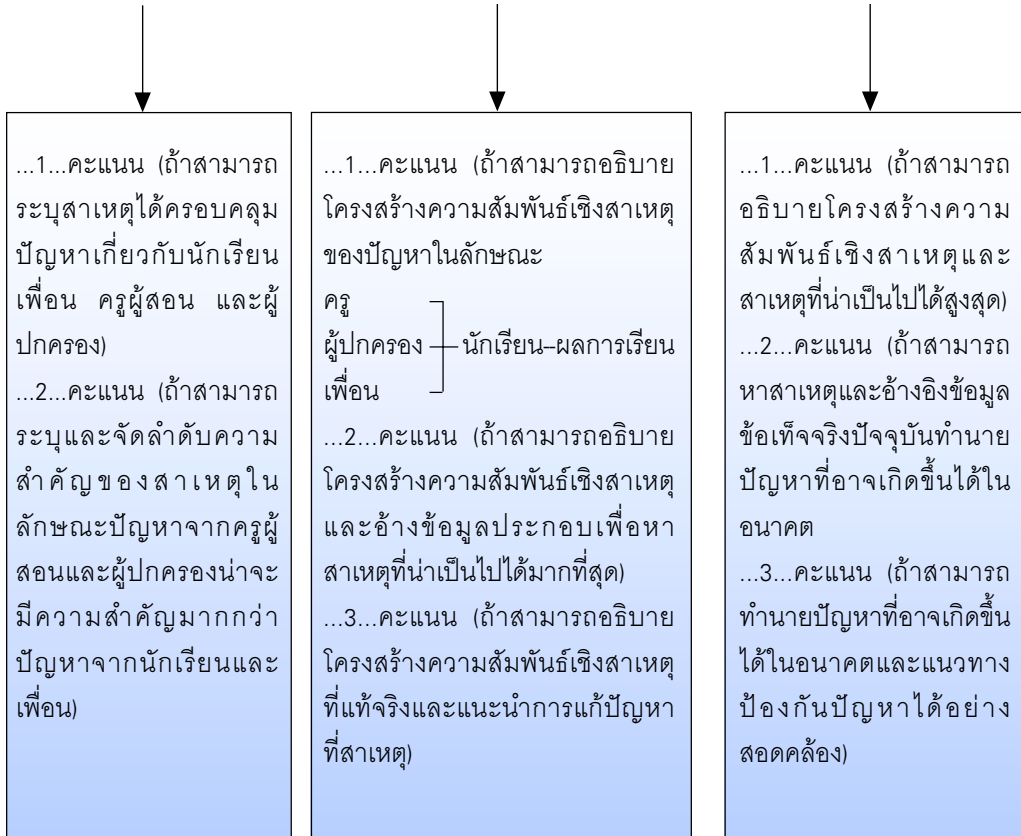 ...1...คะแนน (ถ้าสามารถ
ระบุสาเหตุได้ครอบคลุม
ปัญหาเกี่ยวกับนักเรียน
เพื่อน ครูผู้สอน และผู้
ปกครอง)
...2...คะแนน (ถ้าสามารถ
ระบุและจัดลำดับความ
สำคัญของสาเหตุใน
ลักษณะปัญหาจากครูผู้
สอนและผู้ปกครองน่าจะ
มีความสำคัญมากกว่า
ปัญหาจากนักเรียนและ
เพื่อน)
...1...คะแนน (ถ้าสามารถอธิบาย
โครงสร้างความสัมพันธ์เชิงสาเหตุ
ของปัญหาในลักษณะ
ครู
ผู้ปกครอง นักเรียน--ผลการเรียน
เพื่อน
...2...คะแนน (ถ้าสามารถอธิบาย
โครงสร้างความสัมพันธ์เชิงสาเหตุ
และอ้างข้อมูลประกอบเพื่อหา
สาเหตุที่น่าเป็นไปได้มากที่สุด)
...3...คะแนน (ถ้าสามารถอธิบาย
โครงสร้างความสัมพันธ์เชิงสาเหตุ
ที่แท้จริงและแนะนำการแก้ปัญหา
ที่สาเหตุ)
...1...คะแนน (ถ้าสามารถ
อธิบายโครงสร้างความ
สัมพันธ์เชิงสาเหตุและ
สาเหตุที่น่าเป็นไปได้สูงสุด)
...2...คะแนน (ถ้าสามารถ
หาสาเหตุและอ้างอิงข้อมูล
ข้อเท็จจริงปัจจุบันทำนาย
ปัญหาที่อาจเกิดขึ้นได้ใน
อนาคต
...3...คะแนน (ถ้าสามารถ
ทำนายปัญหาที่อาจเกิดขึ้น
ได้ในอนาคตและแนวทาง
ป้องกันปัญหาได้อย่าง
สอดคล้อง)